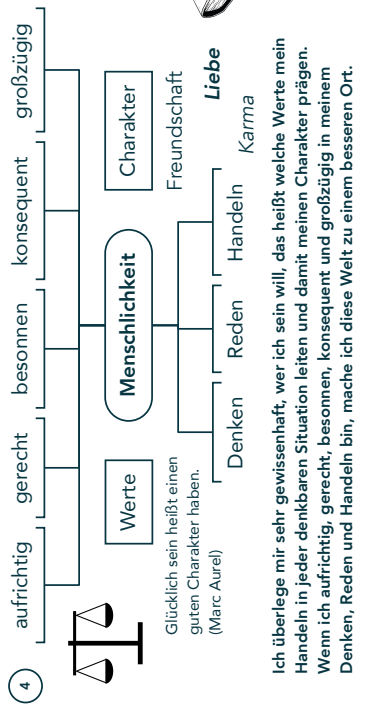 4
aufrichtig gerecht besonnen konsequent großzügig
Werte Menschlichkeit Charakter
Glücklich sein heißt einen
guten Charakter haben.
(Marc Aurel)
Freundschaft
Liebe
Karma
Denken Reden Handeln
Ich überlege mir sehr gewissenhaft, wer ich sein will, das heißt welche Werte mein
Handeln in jeder denkbaren Situation leiten und damit meinen Charakter prägen.
Wenn ich aufrichtig, gerecht, besonnen, konsequent und großzügig in meinem
Denken, Reden und Handeln bin, mache ich diese Welt zu einem besseren Ort.